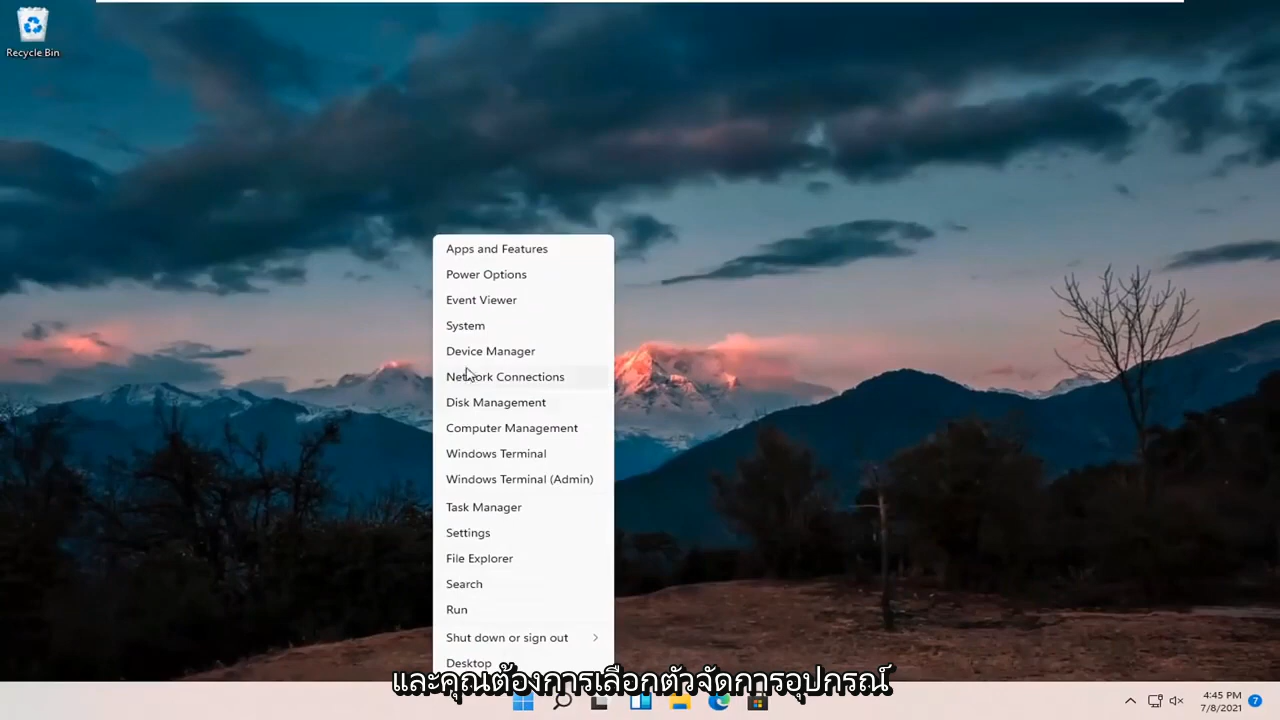 Recycle Bin
Apps and Features
Power Options
Event Viewer
System
Device Manager
Network Connections
Disk Management
Computer Management
Windows Terminal
Windows Terminal (Admin)
Task Manager
Settings
File Explorer
Search
Run
Shut down or sign out
Desktop
และคุณต้องการเลือกตัวจัดการอุปกรณ์
4:45 PM
7/8/2021
7